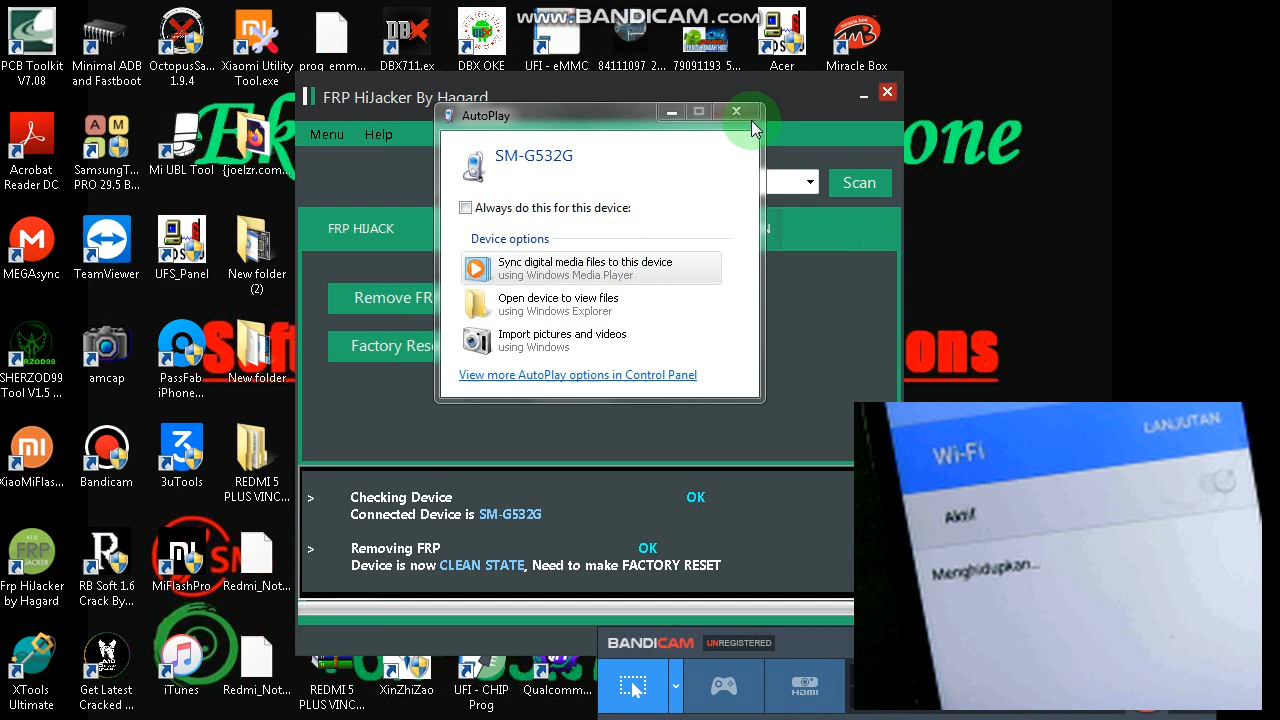 www.BANDICAM.com
PCB Toolkit
V7.08
Minimal ADB
and Fastboot
OctopusSa...
1.9.4
Xiaomi Utility
Tool.exe
prog_emm...
DBX711.ex
DBX OKE
UFI - eMMC
84111097_2...
79091193_5...
Acer
Miracle Box
FRP HiJacker By Hagard
Menu
Help
Scan
FRP HIJACK
Remove FR
Factory Rese
AutoPlay
SM-G532G
Always do this for this device:
Device options
Sync digital media files to this device
using Windows Media Player
Open device to view files
using Windows Explorer
Import pictures and videos
using Windows
View more AutoPlay options in Control Panel
> Checking Device OK
Connected Device is SM-G532G
> Removing FRP OK
Device is now CLEAN STATE, Need to make FACTORY RESET
Acrobat
Reader DC
SamsungT...
PRO 29.5 B...
Mi UBL Tool
{joelzr.com...
MEGAsync
TeamViewer
UFS_Panel
New folder
(2)
SHERZOD99
Tool V1.5 ...
amcap
PassFab
iPhone...
New folder
XiaoMiFlas...
Bandicam
3uTools
REDMI 5
PLUS VINC...
Frp HiJacker
by Hagard
RB Soft 1.6
Crack By...
MiFlashPro
Redmi_Not...
XTools
Ultimate
Get Latest
Crack...
iTunes
Redmi_Not...
REDMI 5
PLUS VINC...
XinZhiZao
UFI - CHIP
Prog
Qualcomm...
BANDICAM UNREGISTERED
HDMI
LANJUTAN
Wi-Fi
Aktif
Menghidupkan...